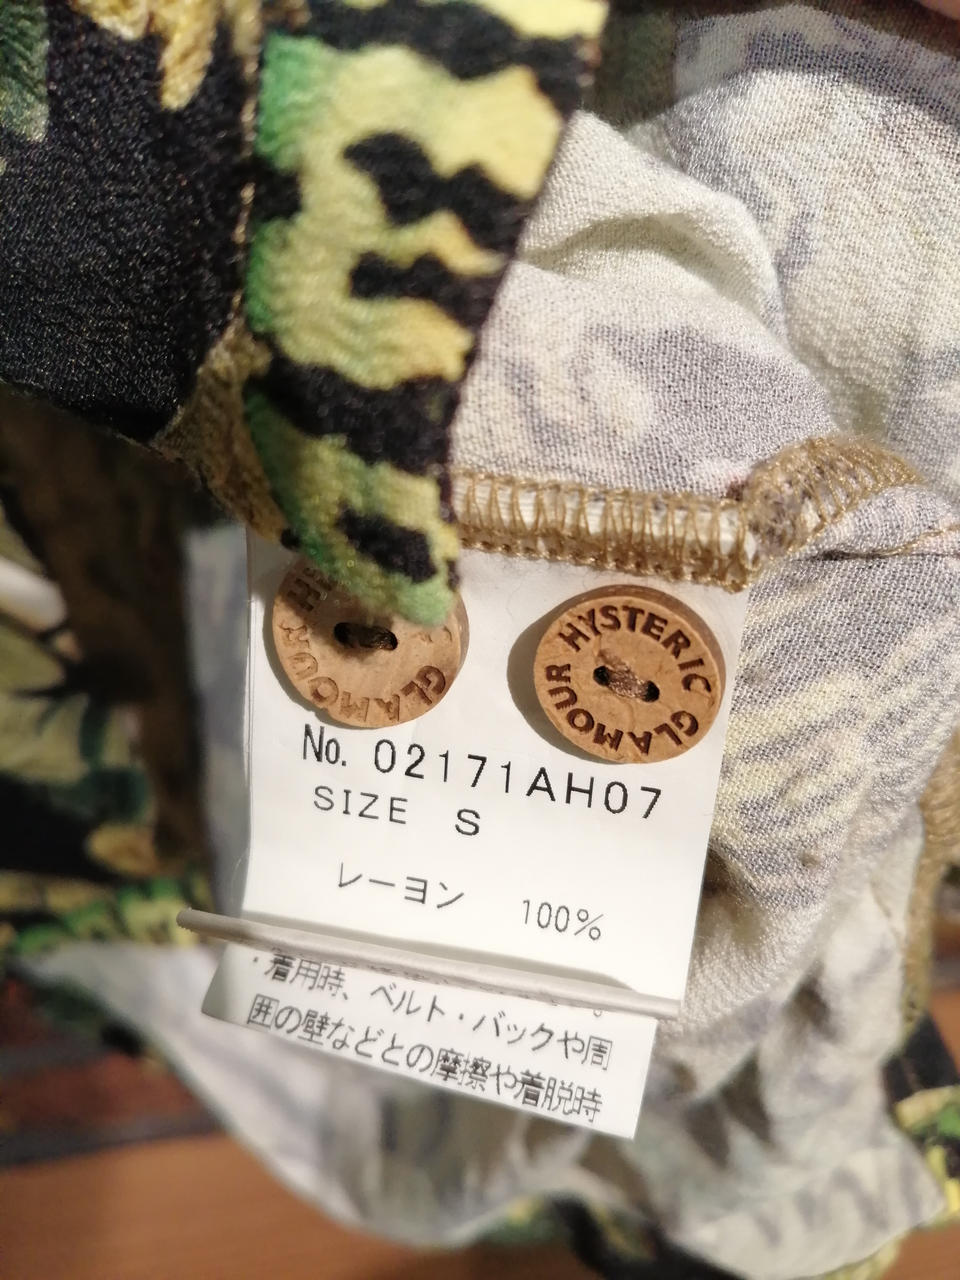 HYSTERIC GLAMOUR
GLAMOUR
No. 02171AH07
SIZE S
レーヨン 100%
・着用時、ベルト・バックや周
囲の壁などとの摩擦や着脱時